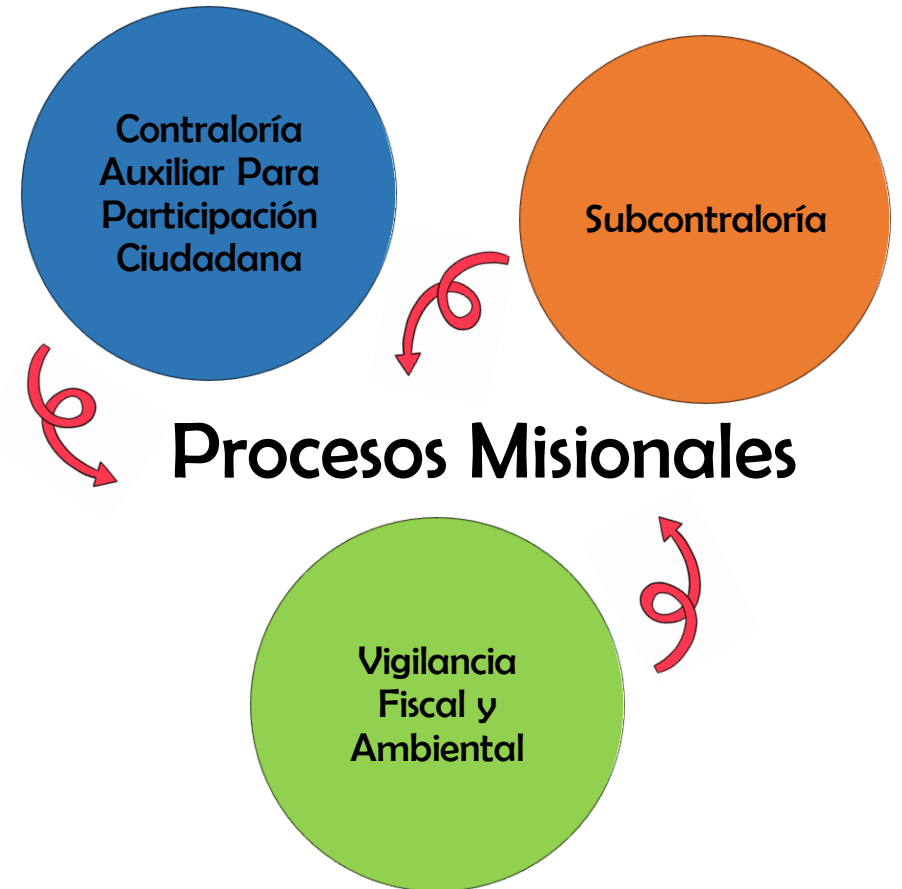 Contraloría
Auxiliar Para
Participación
Ciudadana
Subcontraloría
Procesos Misionales
Vigilancia
Fiscal y
Ambiental